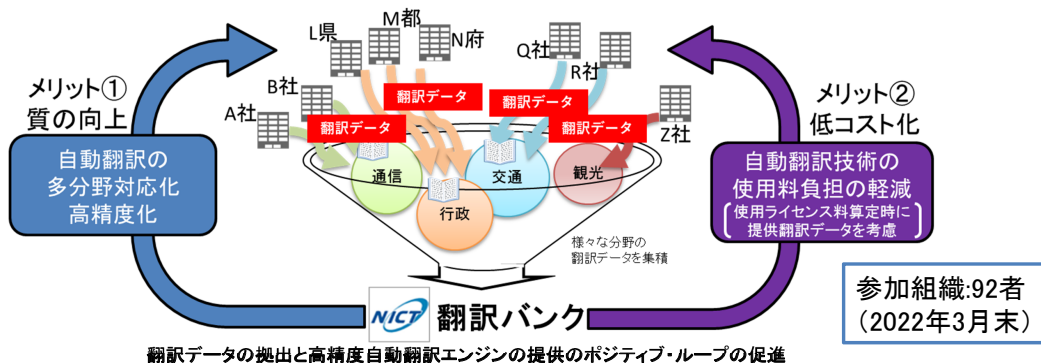 メリット①
質の向上
自動翻訳の
多分野対応化
高精度化
A社
B社
L県
M都
N府
Q社
R社
Z社
翻訳データ
翻訳データ
翻訳データ
翻訳データ
通信
行政
交通
観光
様々な分野の
翻訳データを集積
メリット②
低コスト化
自動翻訳技術の
使用料負担の軽減
使用ライセンス料算定時に
提供翻訳データを考慮
NICT 翻訳バンク
参加組織:92者
(2022年3月末)
翻訳データの拠出と高精度自動翻訳エンジンの提供のポジティブ・ループの促進